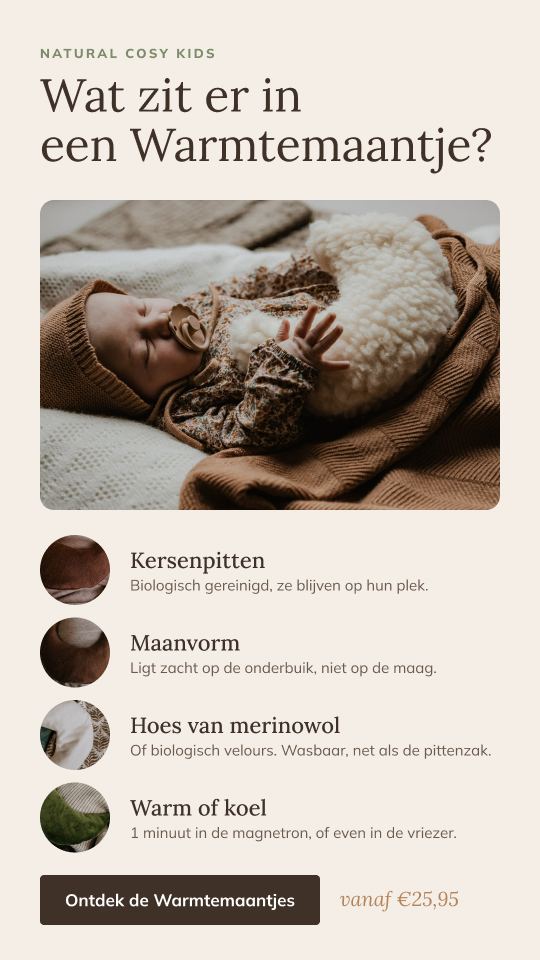 NATURAL COSY KIDS
Wat zit er in
een Warmtemaantje?
Kersenpitten
Biologisch gereinigd, ze blijven op hun plek.
Maanvorm
Ligt zacht op de onderbuik, niet op de maag.
Hoes van merinowol
Of biologisch velours. Wasbaar, net als de pittenzak.
Warm of koel
1 minuut in de magnetron, of even in de vriezer.
Ontdek de Warmtemaantjes
vanaf €25,95